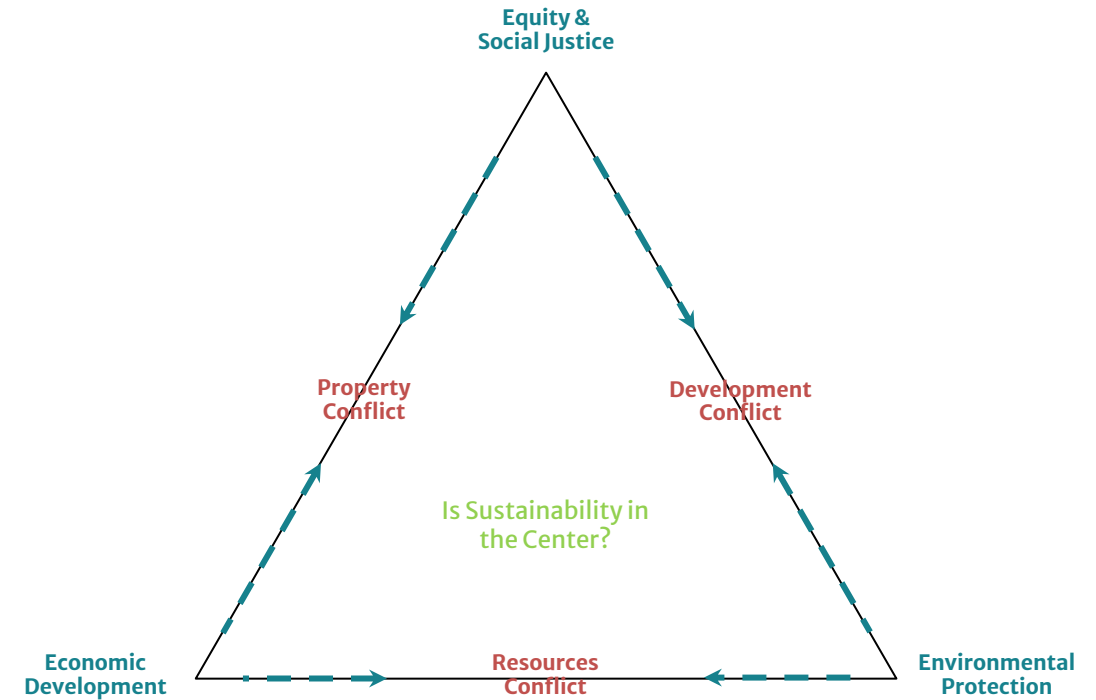 Equity &
Social Justice
Property
Conflict
Development
Conflict
Is Sustainability in
the Center?
Economic
Development
Resources
Conflict
Environmental
Protection